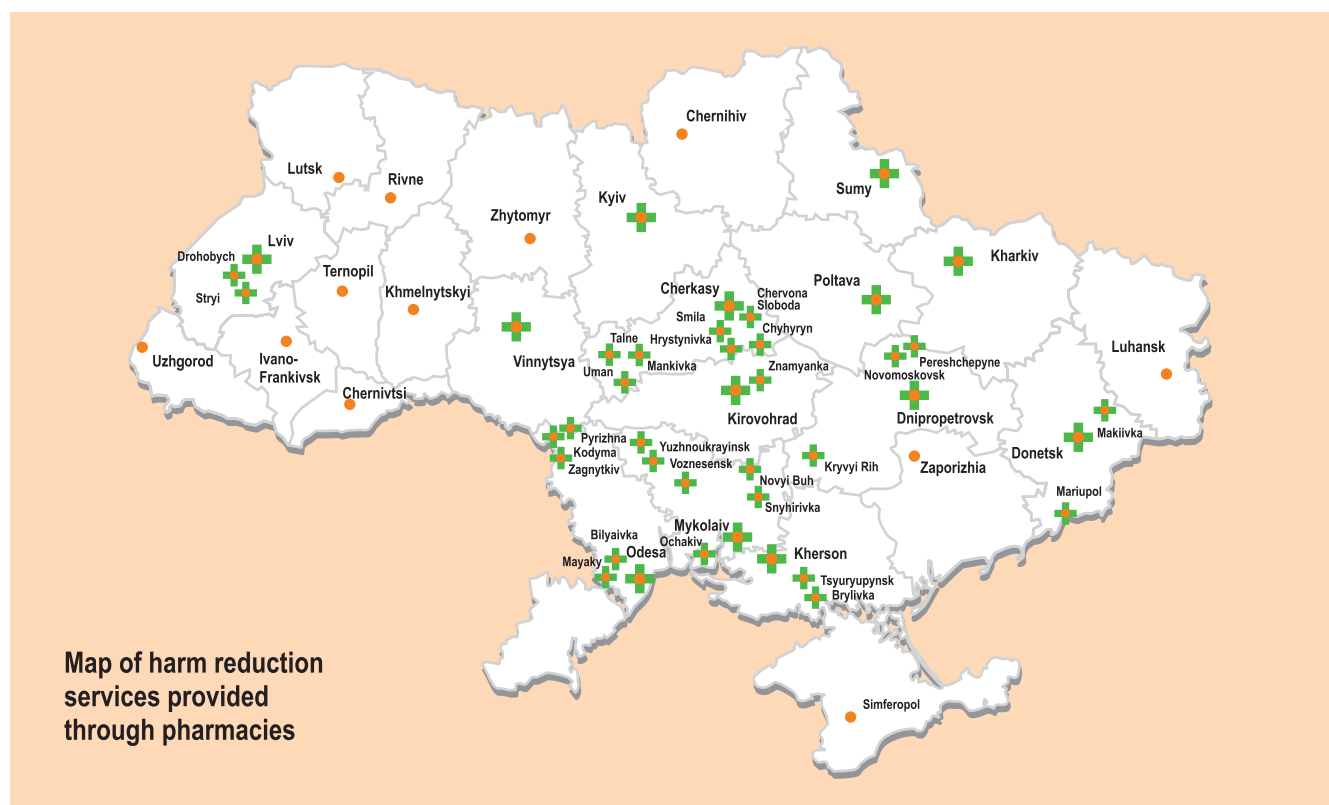 Chernihiv
Lutsk
Rivne
Kyiv
Sumy
Zhytomyr
Lviv
Drohobych
Stryi
Ternopil
Khmelnytskyi
Kharkiv
Poltava
Cherkasy
Chervona
Sloboda
Smila
Chyhyryn
Hrystynivka
Talne
Mankivka
Uman
Vinnytsya
Uzhgorod
Ivano-
Frankivsk
Chernivtsi
Luhansk
Pereshchepyne
Novomoskovsk
Znamyanka
Kirovohrad
Dnipropetrovsk
Makiivka
Donetsk
Pyrizhna
Kodyma
Zagnytkiv
Yuzhnoukrayinsk
Voznesensk
Novyi Buh
Snyhirivka
Kryvyi Rih
Zaporizhia
Mariupol
Mykolaiv
Ochakiv
Bilyaivka
Odesa
Mayaky
Kherson
Tsyuryupynsk
Brylivka
Map of harm reduction
services provided
through pharmacies
Simferopol